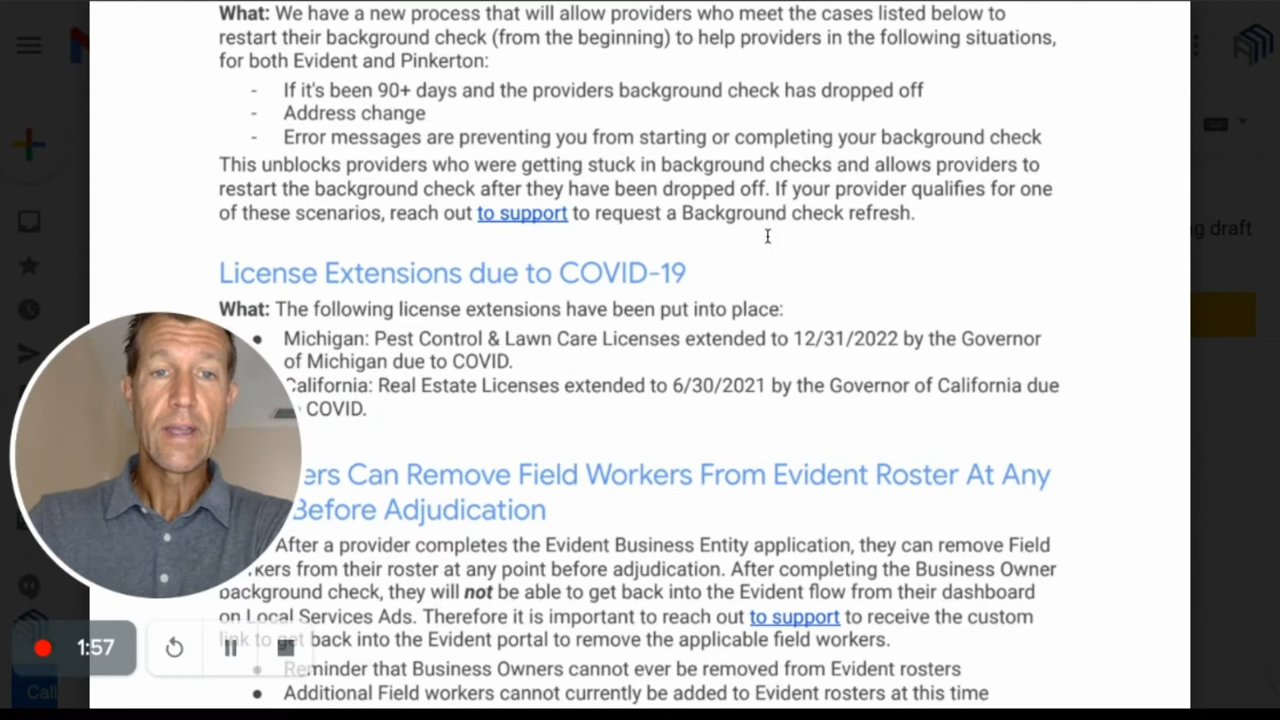 What: We have a new process that will allow providers who meet the cases listed below to
restart their background check (from the beginning) to help providers in the following situations,
for both Evident and Pinkerton:
- If it's been 90+ days and the providers background check has dropped off
- Address change
- Error messages are preventing you from starting or completing your background check
This unblocks providers who were getting stuck in background checks and allows providers to
restart the background check after they have been dropped off. If your provider qualifies for one
of these scenarios, reach out to support to request a Background check refresh.
ng draft
License Extensions due to COVID-19
What: The following license extensions have been put into place:
● Michigan: Pest Control & Lawn Care Licenses extended to 12/31/2022 by the Governor
of Michigan due to COVID.
California: Real Estate Licenses extended to 6/30/2021 by the Governor of California due
COVID.
ers Can Remove Field Workers From Evident Roster At Any
Before Adjudication
After a provider completes the Evident Business Entity application, they can remove Field
kers from their roster at any point before adjudication. After completing the Business Owner
background check, they will not be able to get back into the Evident flow from their dashboard
on Local Services Ads. Therefore it is important to reach out to support to receive the custom
link to get back into the Evident portal to remove the applicable field workers.
1:57
● Reminder that Business Owners cannot ever be removed from Evident rosters
● Additional Field workers cannot currently be added to Evident rosters at this time
Call